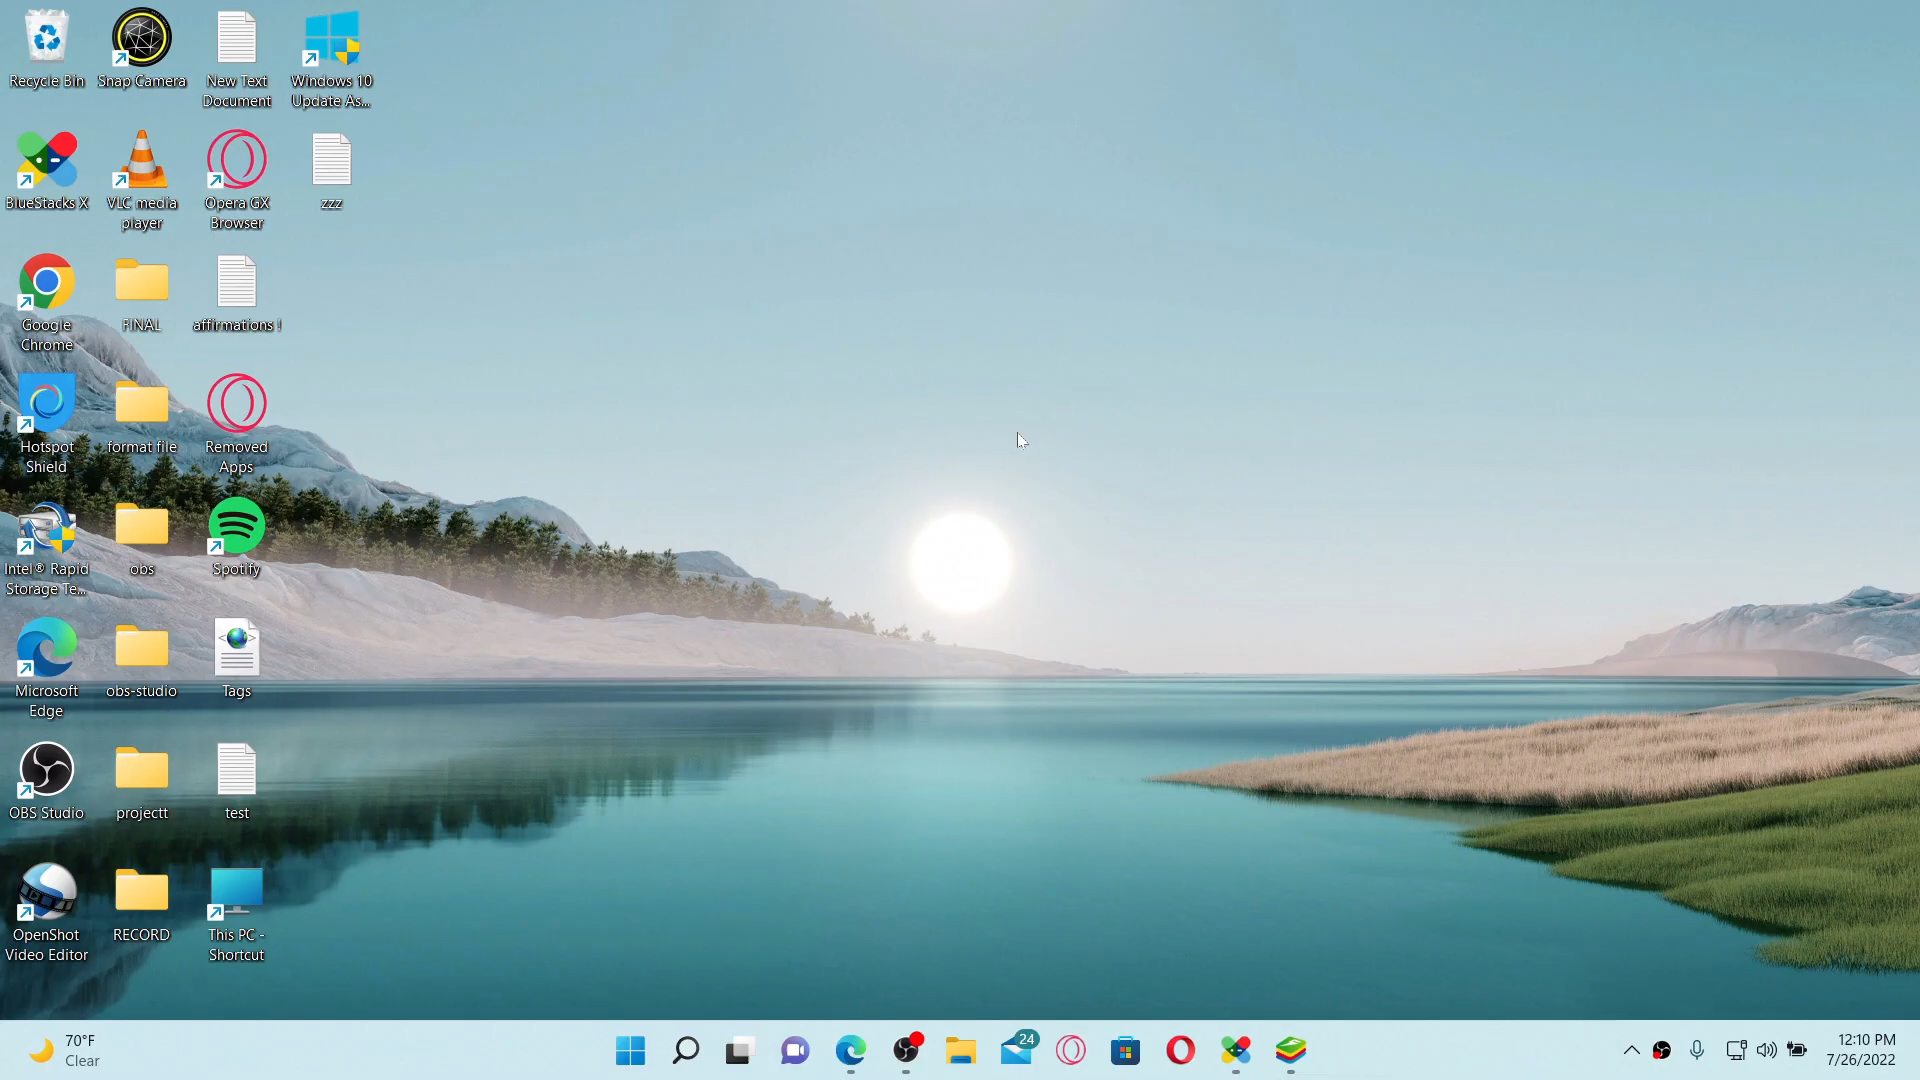 Recycle Bin
Snap Camera
New Text
Document
Windows 10
Update As...
BlueStacks X
VLC media
player
Opera GX
Browser
zzz
Google
Chrome
FINAL
affirmations !
Hotspot
Shield
format file
Removed
Apps
Intel® Rapid
Storage Te...
obs
Spotify
Microsoft
Edge
obs-studio
Tags
OBS Studio
projectt
test
OpenShot
Video Editor
RECORD
This PC -
Shortcut
70°F
Clear
24
12:10 PM
7/26/2022